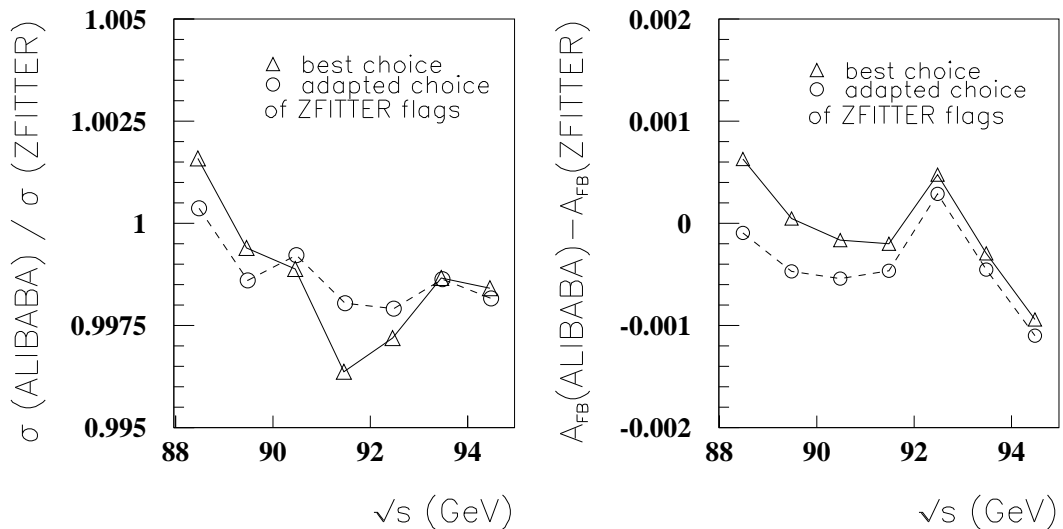 σ (ALIBABA) / σ (ZFITTER)
1.005
1.0025
1
0.9975
0.995
best choice
adapted choice
of ZFITTER flags
88
90
92
94
√s (GeV)
A_FB(ALIBABA)−A_FB(ZFITTER)
0.002
0.001
0
-0.001
-0.002
best choice
adapted choice
of ZFITTER flags
88
90
92
94
√s (GeV)